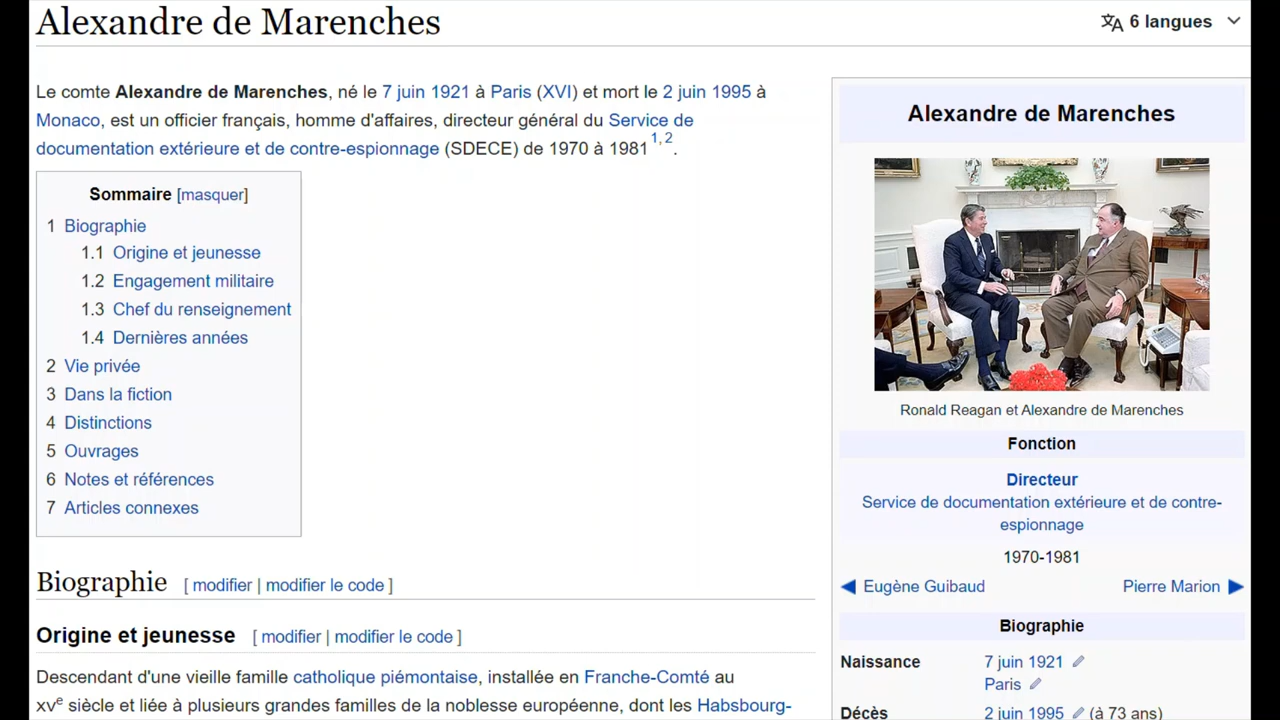 Alexandre de Marenches
6 langues
Le comte Alexandre de Marenches, né le 7 juin 1921 à Paris (XVI) et mort le 2 juin 1995 à
Monaco, est un officier français, homme d'affaires, directeur général du Service de
documentation extérieure et de contre-espionnage (SDECE) de 1970 à 1981 1, 2.
Sommaire [masquer]
1 Biographie
1.1 Origine et jeunesse
1.2 Engagement militaire
1.3 Chef du renseignement
1.4 Dernières années
2 Vie privée
3 Dans la fiction
4 Distinctions
5 Ouvrages
6 Notes et références
7 Articles connexes
Biographie [ modifier | modifier le code ]
Origine et jeunesse [ modifier | modifier le code ]
Descendant d'une vieille famille catholique piémontaise, installée en Franche-Comté au
XVe siècle et liée à plusieurs grandes familles de la noblesse européenne, dont les Habsbourg-
Alexandre de Marenches
Ronald Reagan et Alexandre de Marenches
Fonction
Directeur
Service de documentation extérieure et de contre-
espionnage
1970-1981
◀ Eugène Guibaud Pierre Marion ▶
Biographie
Naissance 7 juin 1921
Paris
Décès 2 juin 1995 (à 73 ans)